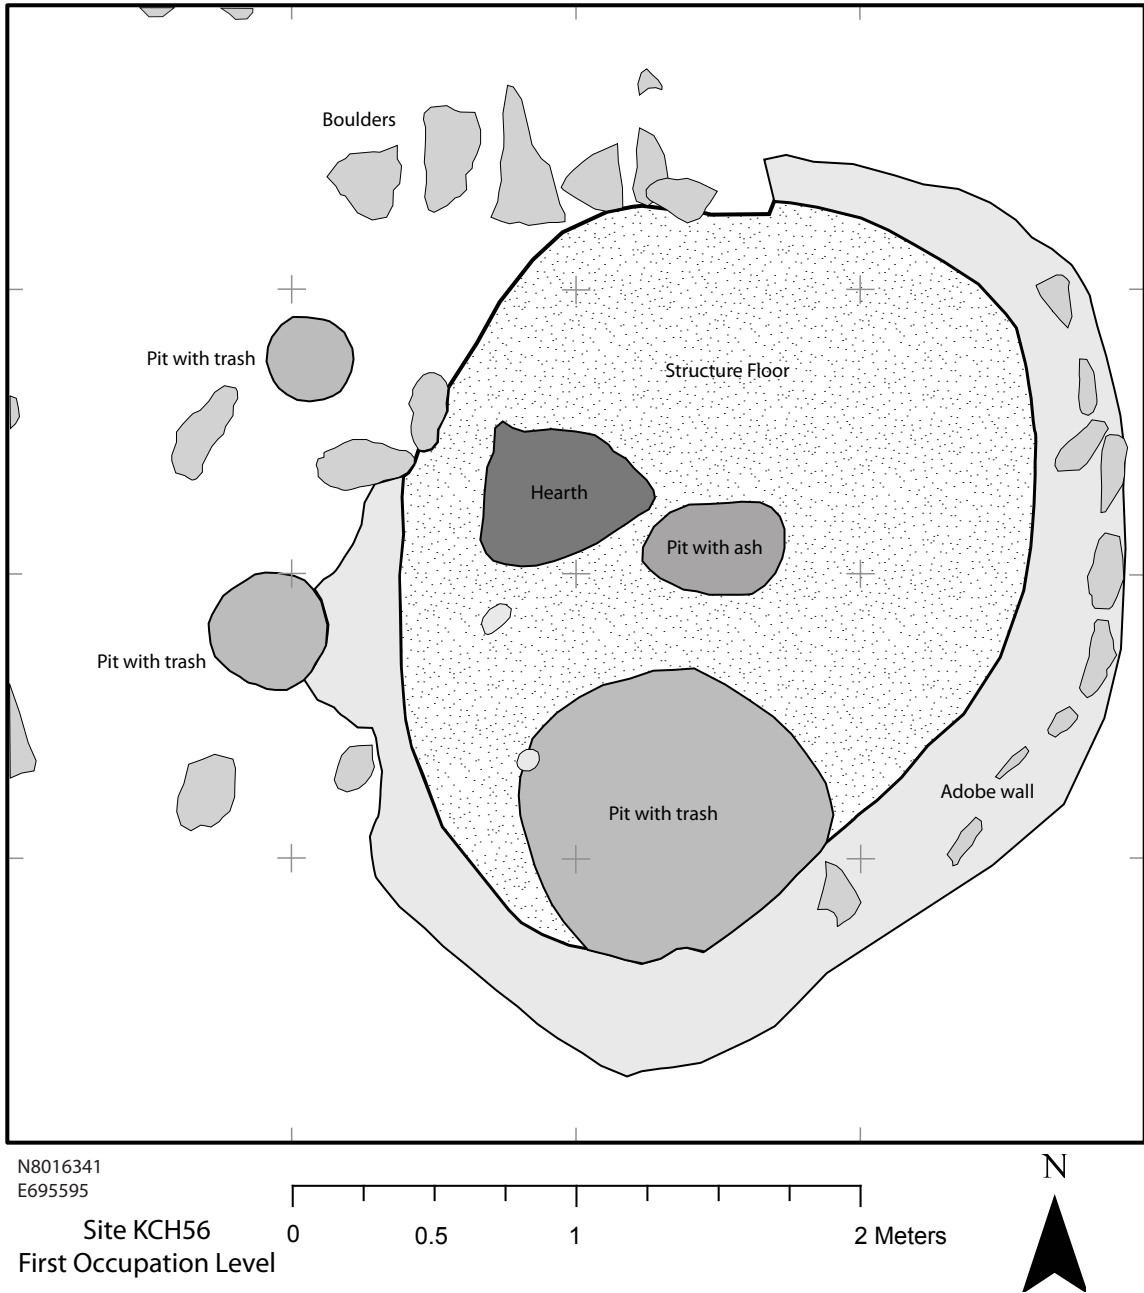 Boulders
Pit with trash
Structure Floor
Hearth
Pit with ash
Pit with trash
Adobe wall
Pit with trash
N8016341
E695595
Site KCH56
First Occupation Level
0 0.5 1 2 Meters
N